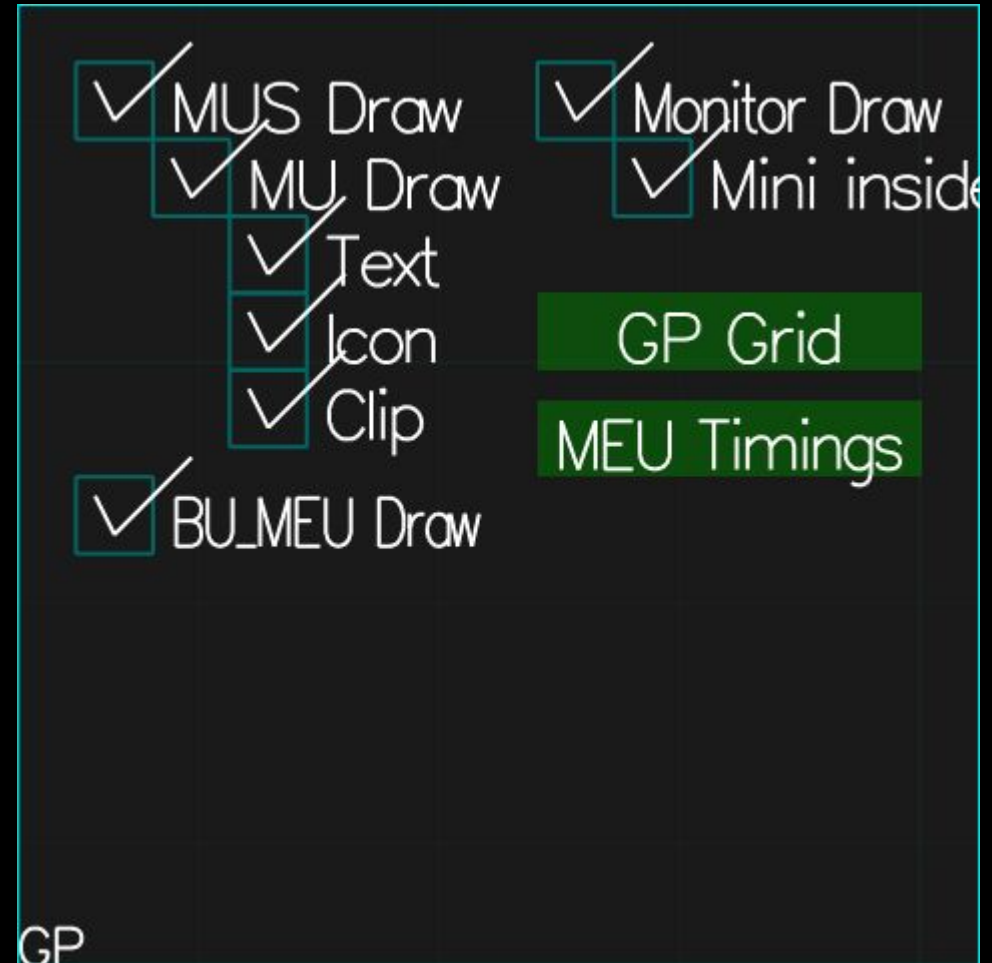 MUS Draw
MU Draw
Text
Icon
Clip
BU_MEU Draw
Monitor Draw
Mini inside
GP Grid
MEU Timings
GP